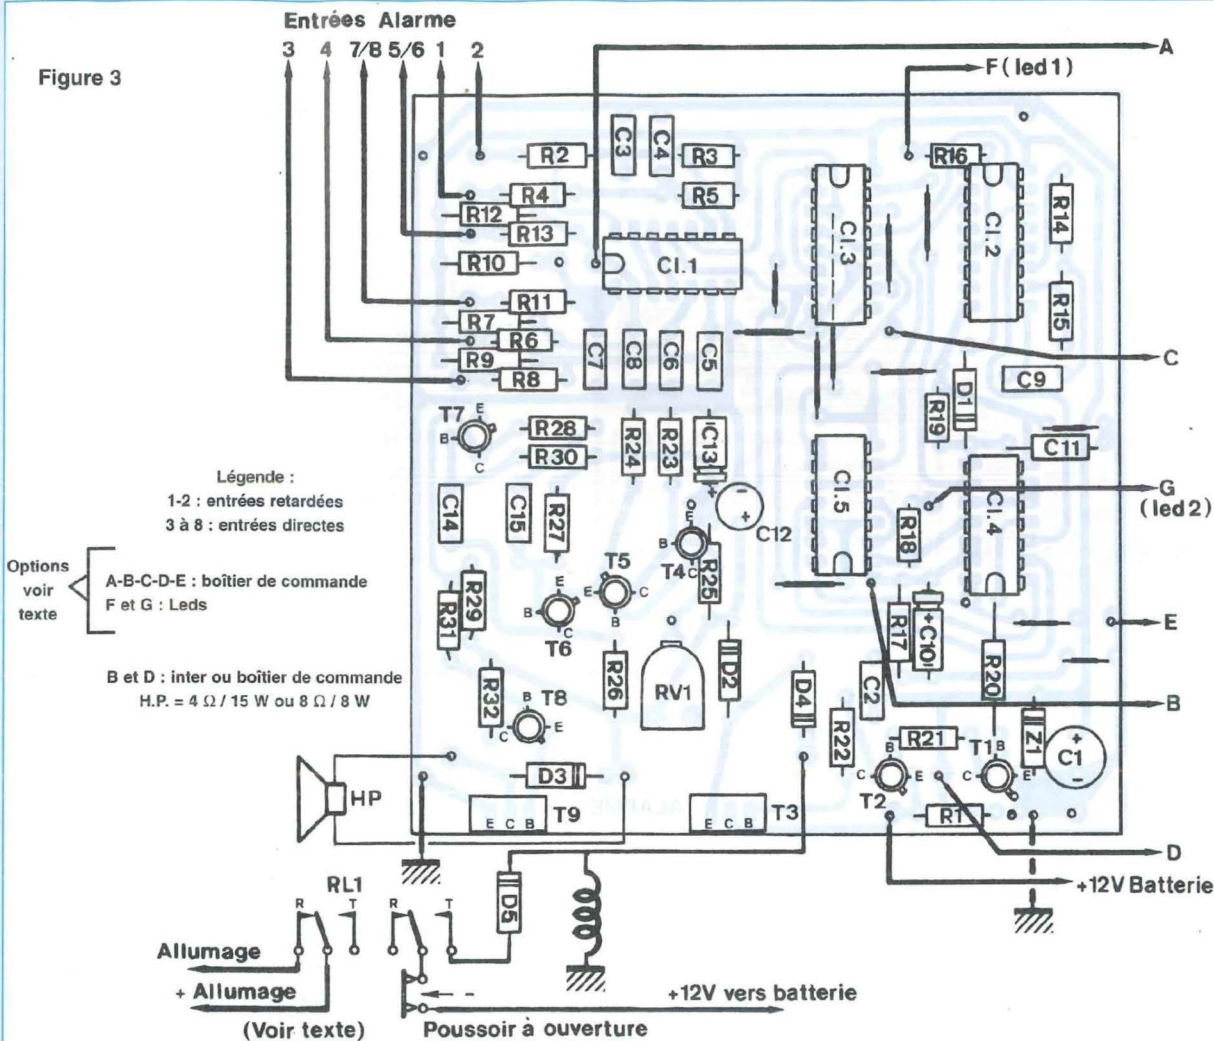 Entrées Alarme
3 4 7/8 5/6 1 2
Figure 3
A
F (led 1)
R2 C3 C4 R3 R16
R4 R5
R12
R13
R10
CI.1
CI.3
CI.2
R14
R11
R7
R6
R9
R8
R15
C7 C8 C6 C5
C
C9
D1
R19
T7
E
B
C
R28
R30
R24 R23 C13
+
C11
Légende :
1-2 : entrées retardées
3 à 8 : entrées directes
C14 C15 R27
−
+
C12
CI.5
R18
CI.4
G
(led 2)
E
B
C
T4
R25
Options
voir
texte
A-B-C-D-E : boîtier de commande
F et G : Leds
T5
E C
B
E
B
C
T6
R31 R29
R17 +C10
E
R20
B et D : inter ou boîtier de commande
H.P. = 4 Ω / 15 W ou 8 Ω / 8 W
R32
R26
RV1
D2
D4
C2
B
T8
B
C E
R22
R21
T1
B
C E
Z1
+
C1
−
HP
D3
B
C E
T2
T9
E C B
T3
E C B
R1
D
+12V Batterie
RL1
R T R T
D5
Allumage
+ Allumage
(Voir texte)
−
+12V vers batterie
Poussoir à ouverture
ALARME